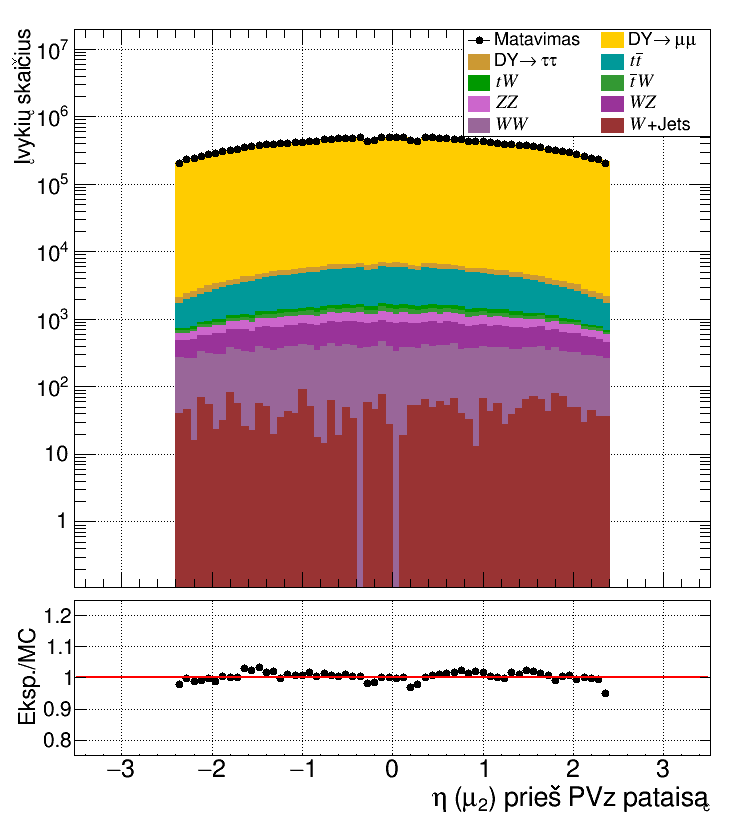 Įvykių skaičius
10⁷
10⁶
10⁵
10⁴
10³
10²
10
1
Matavimas DY→ μμ
DY→ ττ tt̄
tW t̄W
ZZ WZ
WW W+Jets
Eksp./MC
1.2
1.1
1
0.9
0.8
−3 −2 −1 0 1 2 3
η (μ₂) prieš PVz pataisą